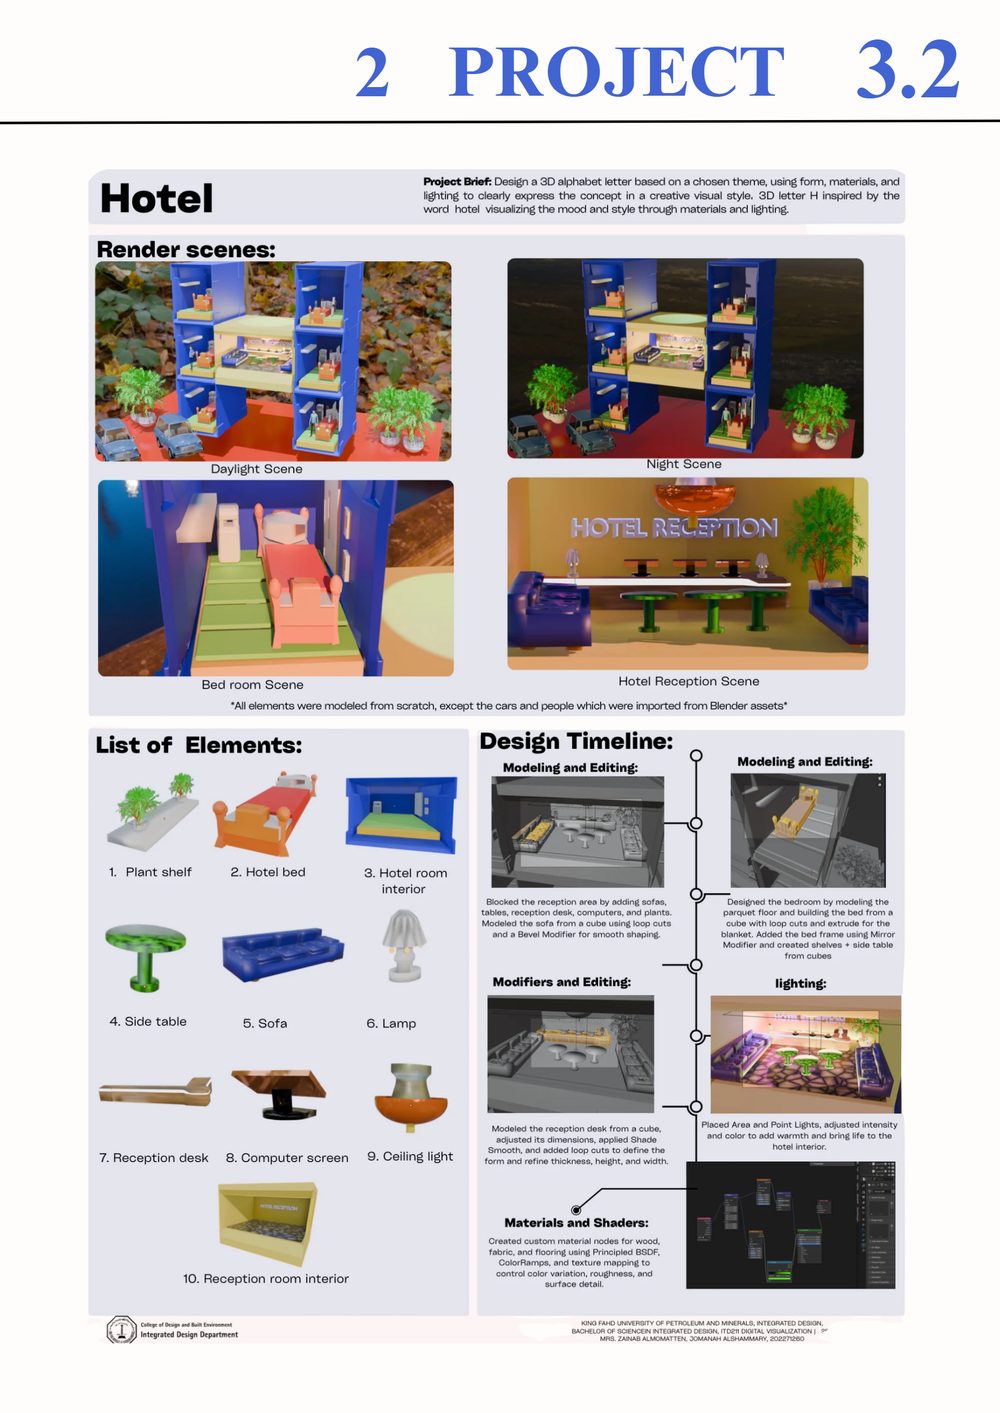 2 PROJECT 3.2
Hotel
Project Brief: Design a 3D alphabet letter based on a chosen theme, using form, materials, and
lighting to clearly express the concept in a creative visual style. 3D letter H inspired by the
word hotel visualizing the mood and style through materials and lighting.
Render scenes:
Daylight Scene
Night Scene
HOTEL RECEPTION
Bed room Scene
Hotel Reception Scene
*All elements were modeled from scratch, except the cars and people which were imported from Blender assets*
List of Elements:
1. Plant shelf
2. Hotel bed
3. Hotel room
interior
4. Side table
5. Sofa
6. Lamp
7. Reception desk
8. Computer screen
9. Ceiling light
HOTEL RECEPTION
10. Reception room interior
Design Timeline:
Modeling and Editing:
Blocked the reception area by adding sofas,
tables, reception desk, computers, and plants.
Modeled the sofa from a cube using loop cuts
and a Bevel Modifier for smooth shaping.
Modeling and Editing:
Designed the bedroom by modeling the
parquet floor and building the bed from a
cube with loop cuts and extrude for the
blanket. Added the bed frame using Mirror
Modifier and created shelves + side table
from cubes
Modifiers and Editing:
Modeled the reception desk from a cube,
adjusted its dimensions, applied Shade
Smooth, and added loop cuts to define the
form and refine thickness, height, and width.
lighting:
Placed Area and Point Lights, adjusted intensity
and color to add warmth and bring life to the
hotel interior.
Materials and Shaders:
Created custom material nodes for wood,
fabric, and flooring using Principled BSDF,
ColorRamps, and texture mapping to
control color variation, roughness, and
surface detail.
College of Design and Built Environment
Integrated Design Department
KING FAHD UNIVERSITY OF PETROLEUM AND MINERALS, INTEGRATED DESIGN,
BACHELOR OF SCIENCEIN INTEGRATED DESIGN, ITD211 DIGITAL VISUALIZATION |
MRS. ZAINAB ALMOMATTEN, JOMANAH ALSHAMMARY, 202271260